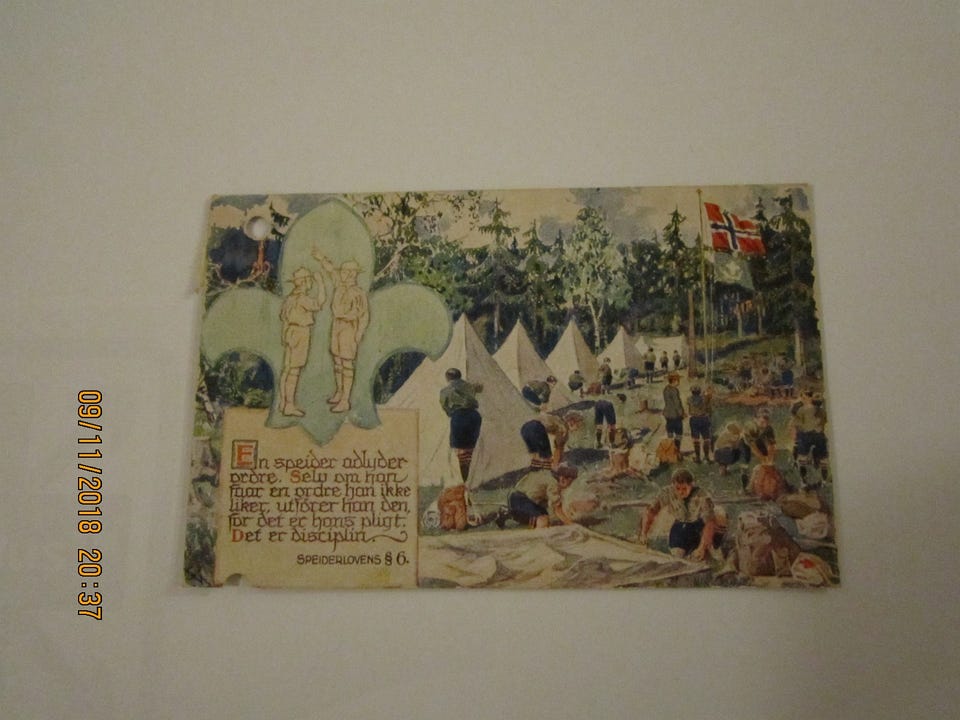 En speider adlyder
ordre. Selv om han
faar en ordre han ikke
liker, utfører han den,
for det er hans pligt.
Det er disciplin.
SPEIDERLOVENS § 6.
09/11/2018 20:37